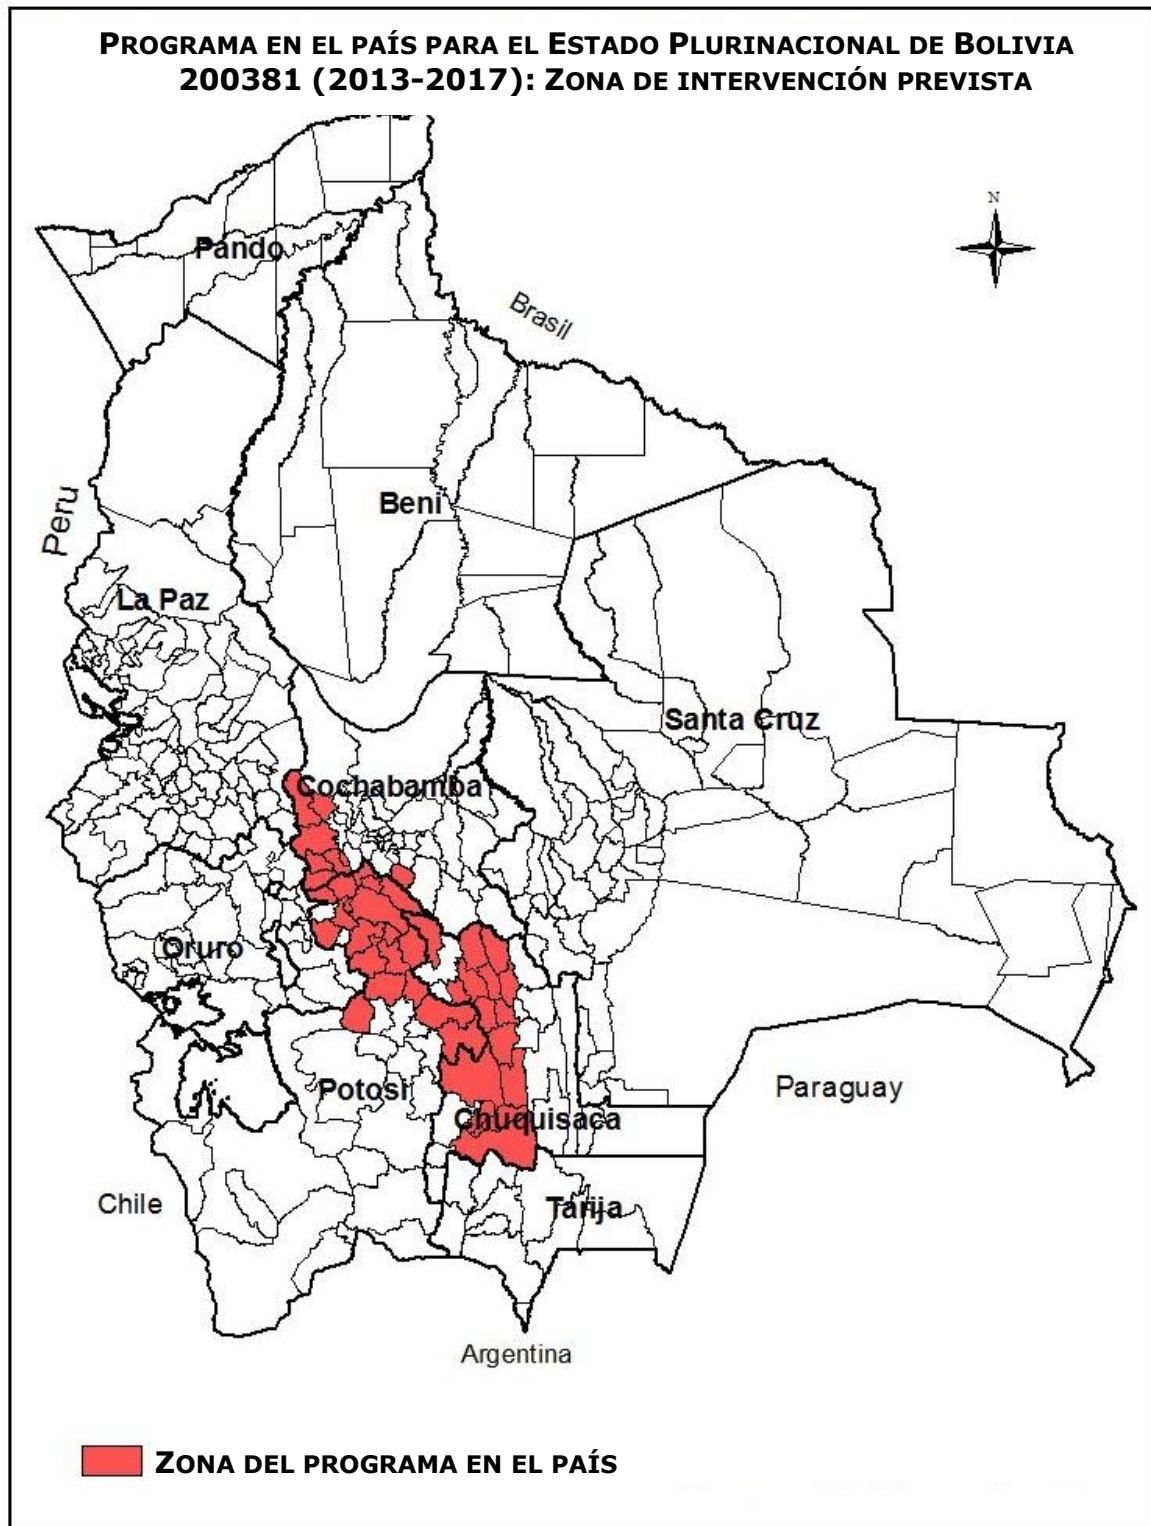 PROGRAMA EN EL PAÍS PARA EL ESTADO PLURINACIONAL DE BOLIVIA
200381 (2013-2017): ZONA DE INTERVENCIÓN PREVISTA
N
Pando
Brasil
Peru
Beni
La Paz
Santa Cruz
Cochabamba
Oruro
Potosi
Paraguay
Chuquisaca
Chile
Tarija
Argentina
ZONA DEL PROGRAMA EN EL PAÍS